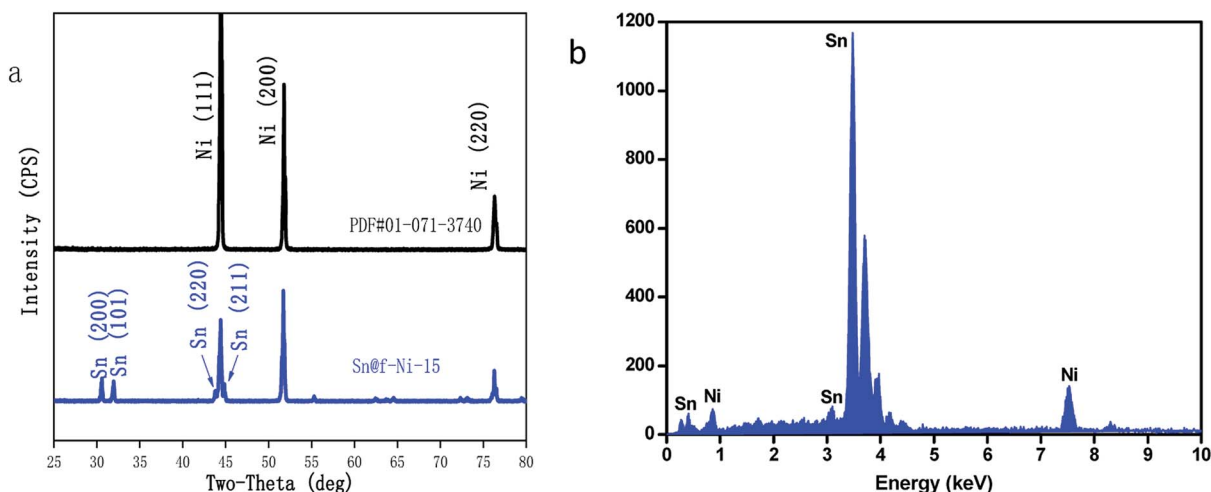 a
Intensity (CPS)
Ni (111)
Ni (200)
Ni (220)
PDF#01-071-3740
Sn (200)
Sn (101)
Sn (220)
Sn (211)
Sn@f-Ni-15
25 30 35 40 45 50 55 60 65 70 75 80
Two-Theta (deg)
b
1200
1000
800
600
400
200
0
Sn
Sn
Ni
Sn
Ni
0 1 2 3 4 5 6 7 8 9 10
Energy (keV)